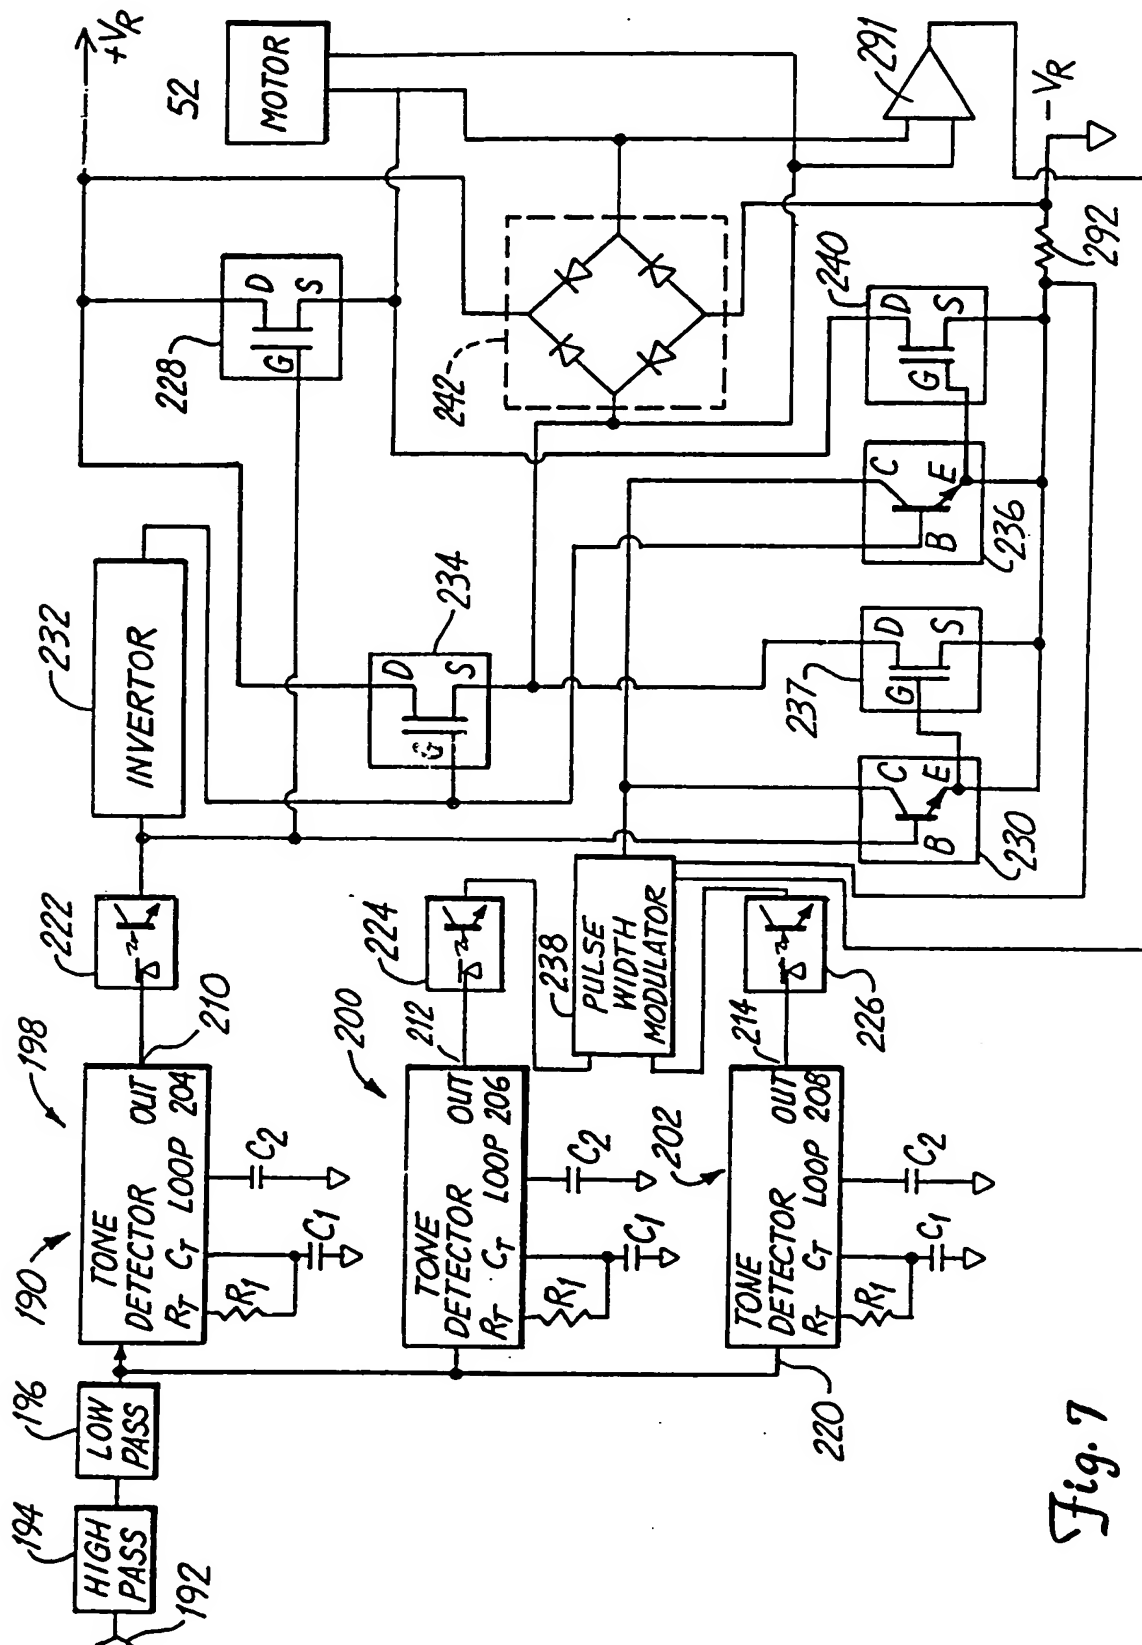 +VR
52
MOTOR
291
-VR
292
228
D
G
S
242
240
D
G
S
232
INVERTOR
234
D
G
S
C
B
E
236
237
D
G
S
C
B
E
230
222
224
238
PULSE
WIDTH
MODULATOR
226
190
198
210
TONE
DETECTOR
OUT
RT CT LOOP 204
R1
C1
C2
200
212
TONE
DETECTOR
OUT
RT CT LOOP 206
R1
C1
C2
202
214
TONE
DETECTOR
OUT
RT CT LOOP 208
R1
C1
C2
220
196
LOW
PASS
194
HIGH
PASS
192
Fig. 7